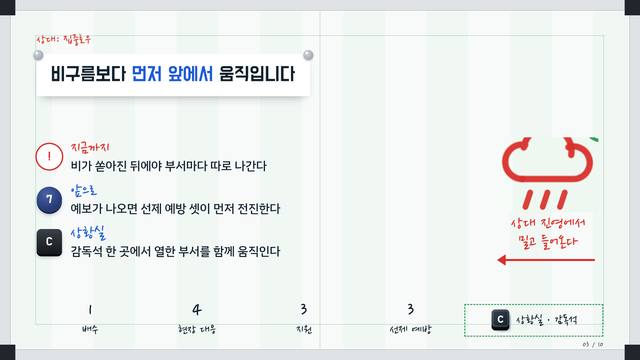 상대: 집중호우
비구름보다 먼저 앞에서 움직입니다
!
지금까지
비가 쏟아진 뒤에야 부서마다 따로 나간다
7
앞으로
예보가 나오면 선제 예방 셋이 먼저 전진한다
C
상황실
감독석 한 곳에서 열한 부서를 함께 움직인다
상대 진영에서
밀고 들어온다
1
배수
4
현장 대응
3
지원
3
선제 예방
C 상황실 · 감독석
03 / 10